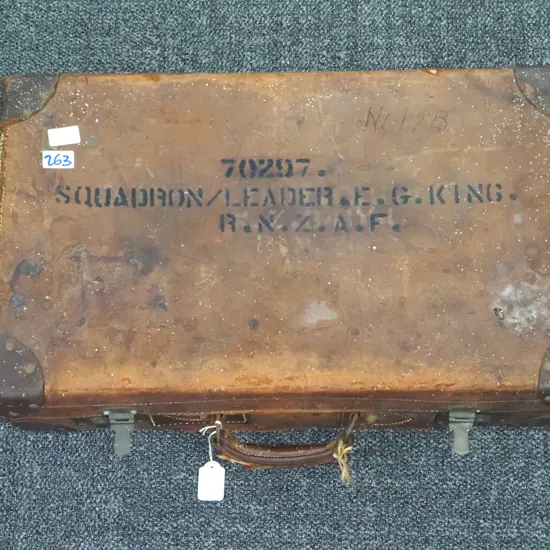 263
70297.
SQUADRON/LEADER.E.G.KING.
R.N.Z.A.F.